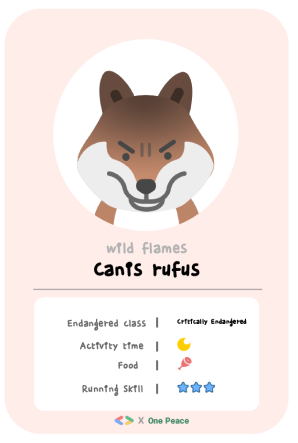 wild flames
Canis rufus
Endangered class | Critically Endangered
Activity time |
Food |
Running Skill |
X One Peace